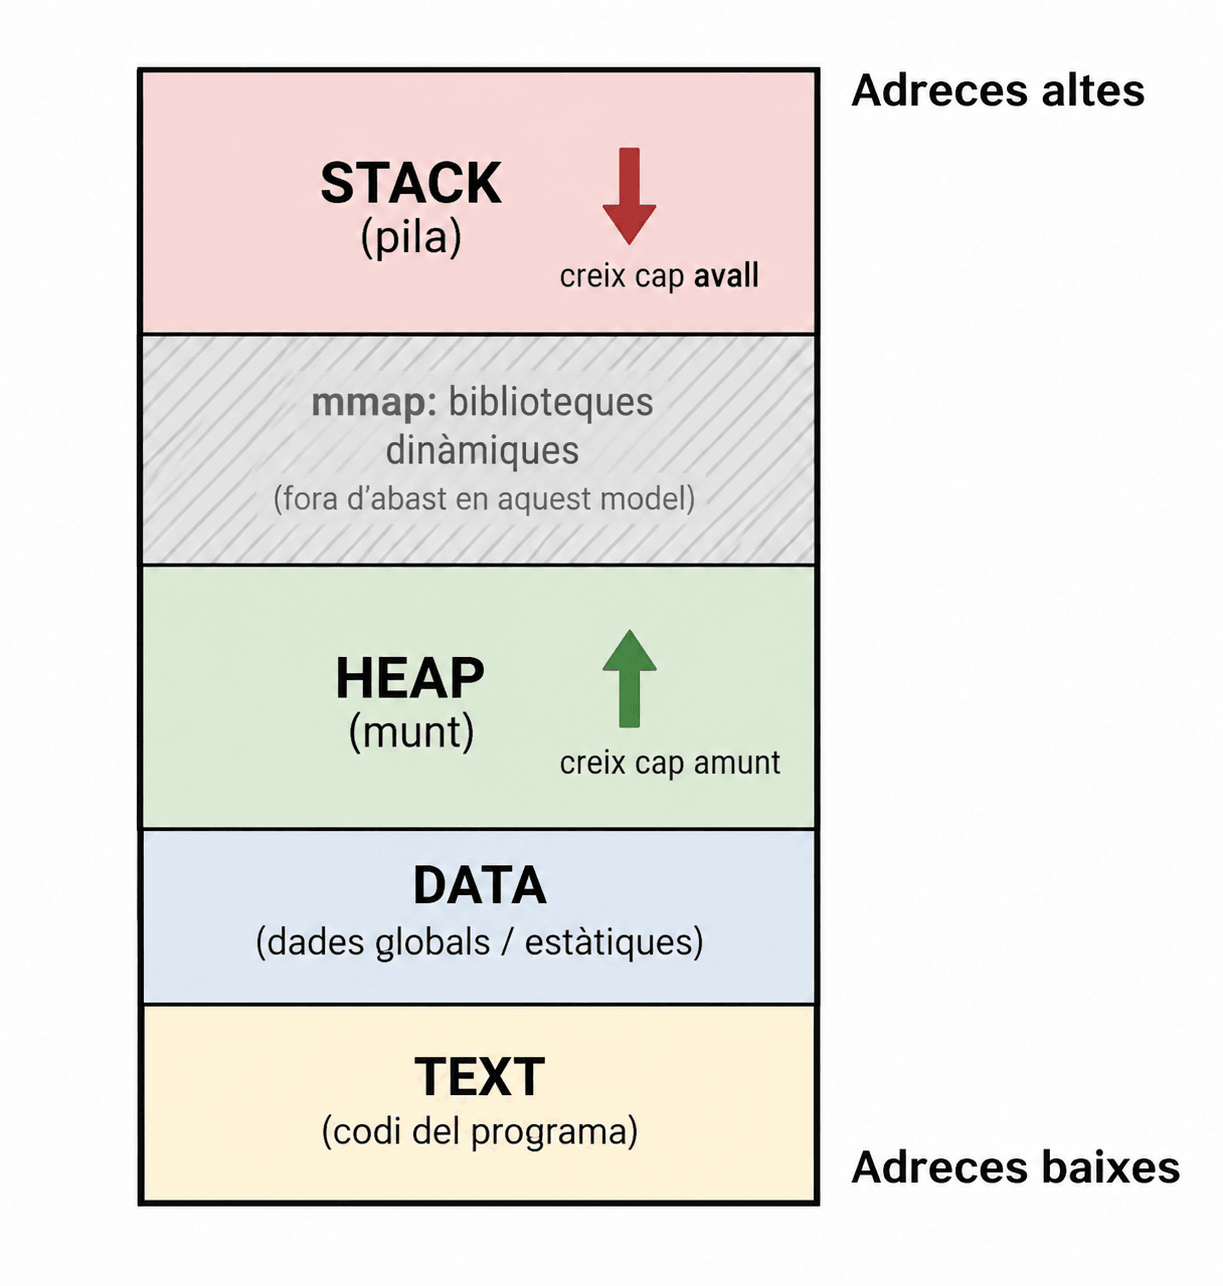 Adreces altes
STACK
(pila)
creix cap avall
mmap: biblioteques
dinàmiques
(fora d’abast en aquest model)
HEAP
(munt)
creix cap amunt
DATA
(dades globals / estàtiques)
TEXT
(codi del programa)
Adreces baixes